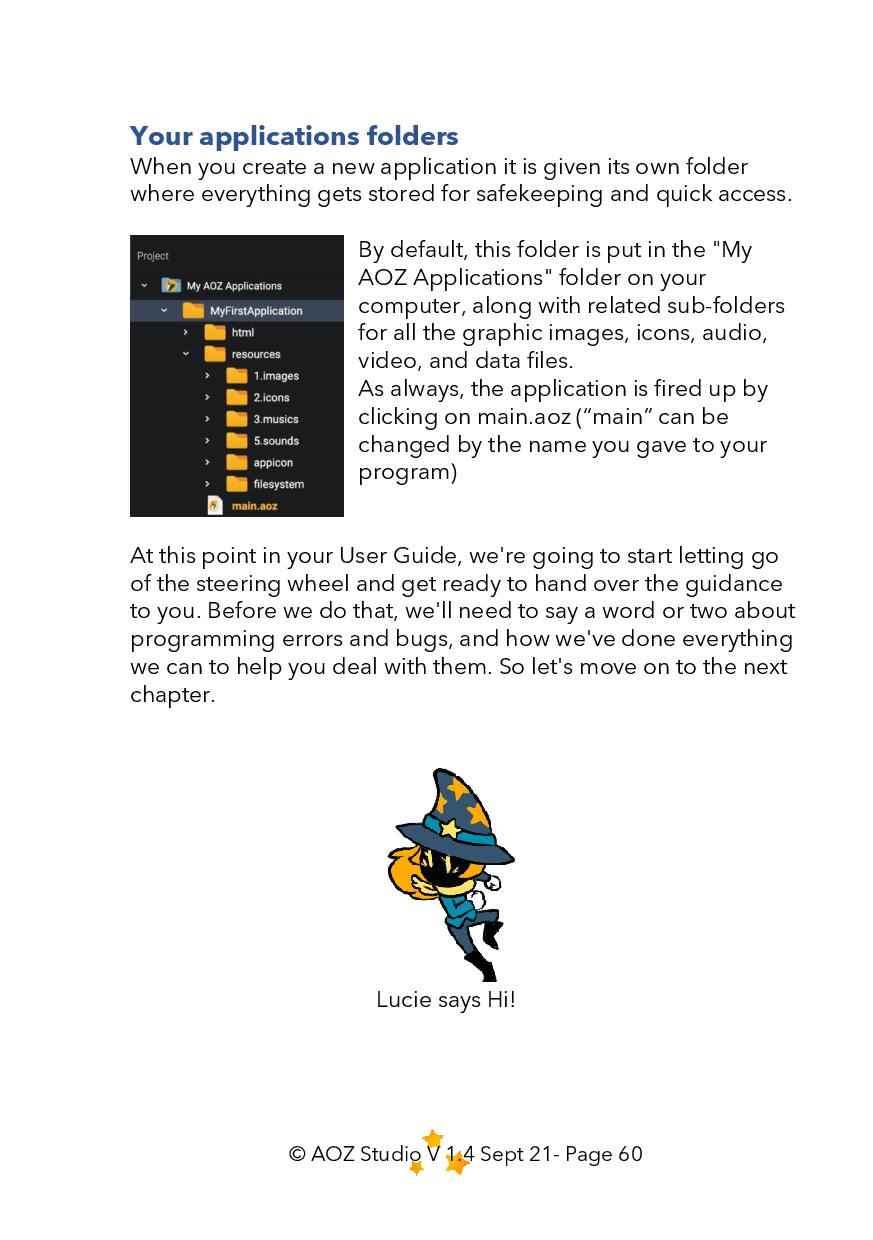 Your applications folders
When you create a new application it is given its own folder
where everything gets stored for safekeeping and quick access.
Project
My AOZ Applications
MyFirstApplication
html
resources
1.images
2.icons
3.musics
5.sounds
appicon
filesystem
main.aoz
By default, this folder is put in the "My
AOZ Applications" folder on your
computer, along with related sub-folders
for all the graphic images, icons, audio,
video, and data files.
As always, the application is fired up by
clicking on main.aoz (“main” can be
changed by the name you gave to your
program)
At this point in your User Guide, we're going to start letting go
of the steering wheel and get ready to hand over the guidance
to you. Before we do that, we'll need to say a word or two about
programming errors and bugs, and how we've done everything
we can to help you deal with them. So let's move on to the next
chapter.
Lucie says Hi!
© AOZ Studio V 1.4 Sept 21- Page 60